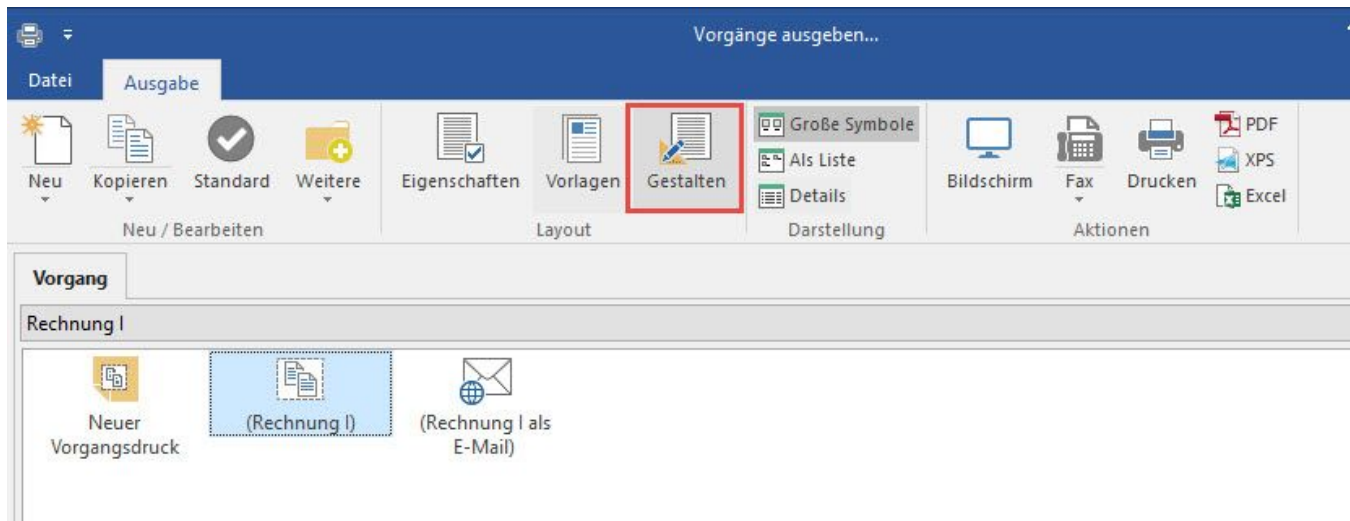 Vorgänge ausgeben...
Datei Ausgabe
Neu Kopieren Standard Weitere Eigenschaften Vorlagen Gestalten Große Symbole Bildschirm Fax Drucken PDF
Als Liste XPS
Details Excel
Neu / Bearbeiten Layout Darstellung Aktionen
Vorgang
Rechnung I
Neuer (Rechnung I) (Rechnung I als
Vorgangsdruck E-Mail)